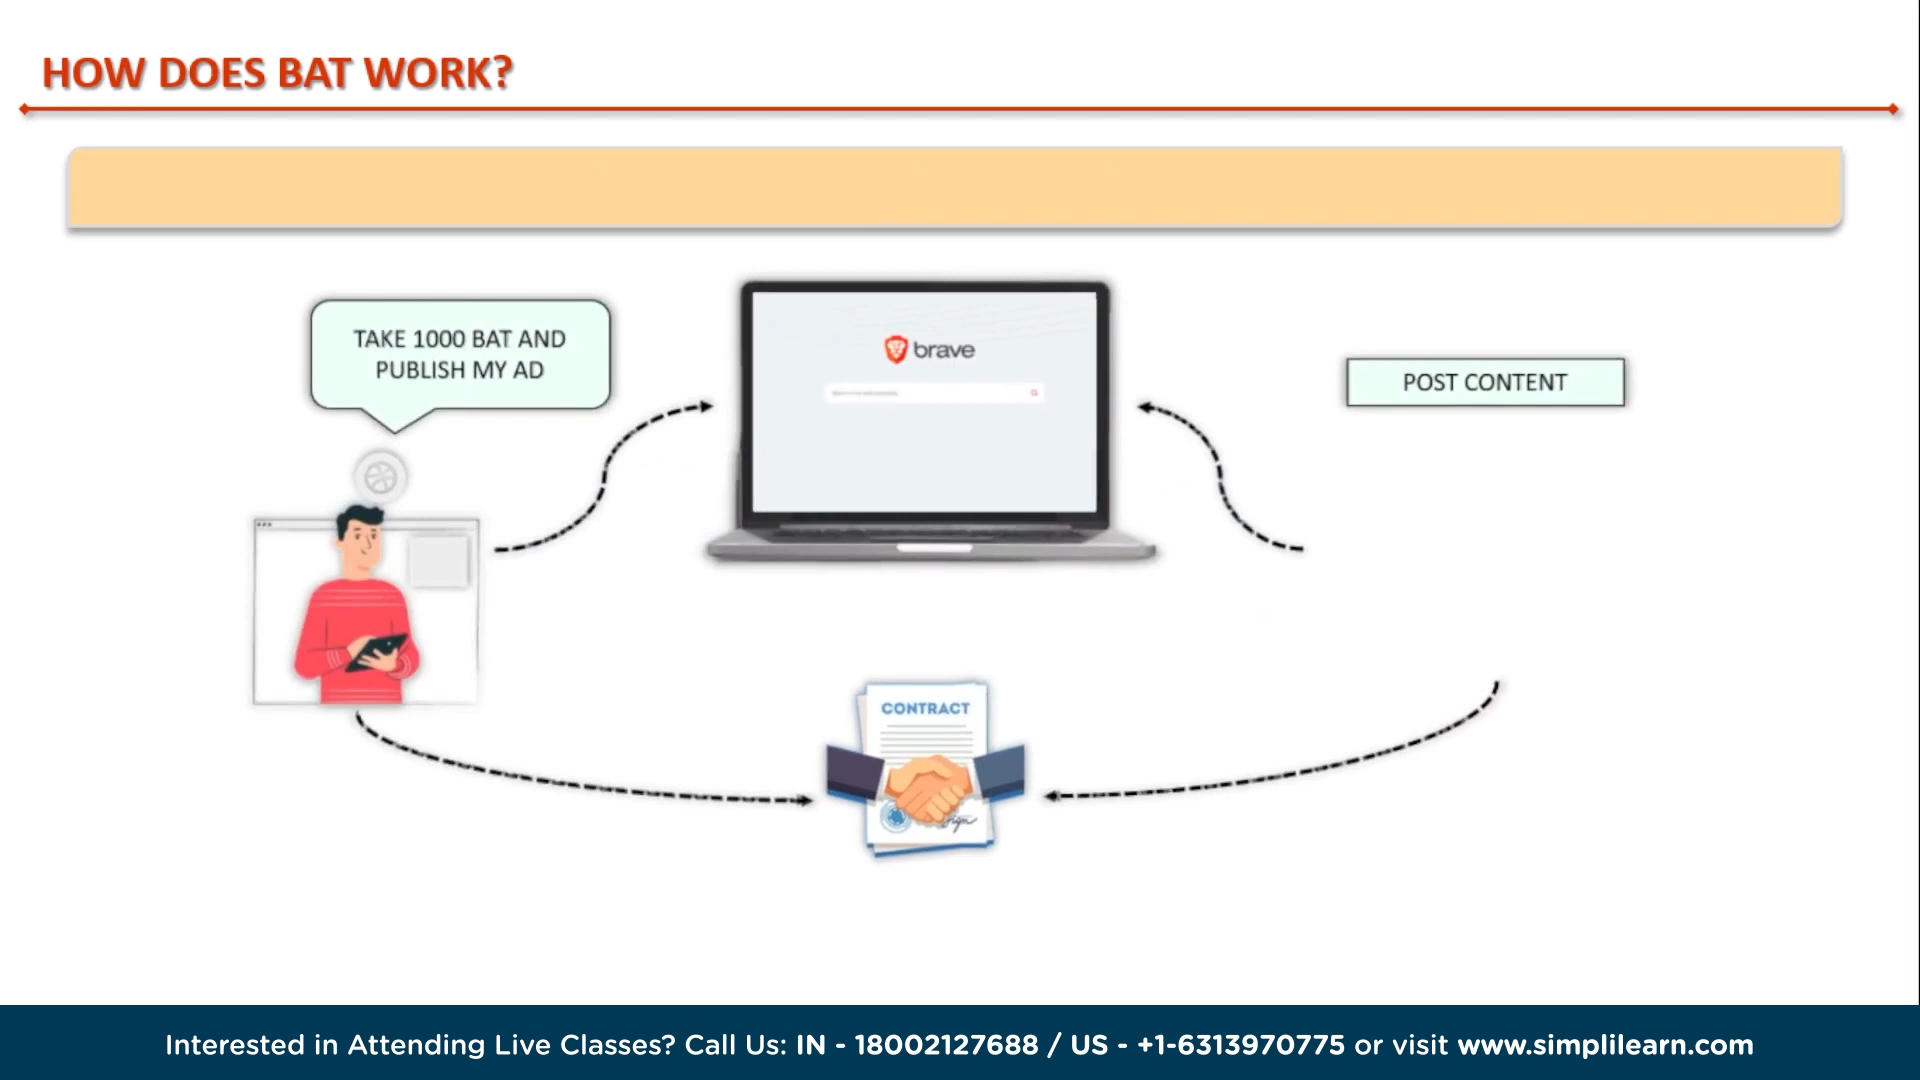 HOW DOES BAT WORK?
TAKE 1000 BAT AND
PUBLISH MY AD
brave
POST CONTENT
CONTRACT
sign
Interested in Attending Live Classes? Call Us: IN - 18002127688 / US - +1-6313970775 or visit www.simplilearn.com